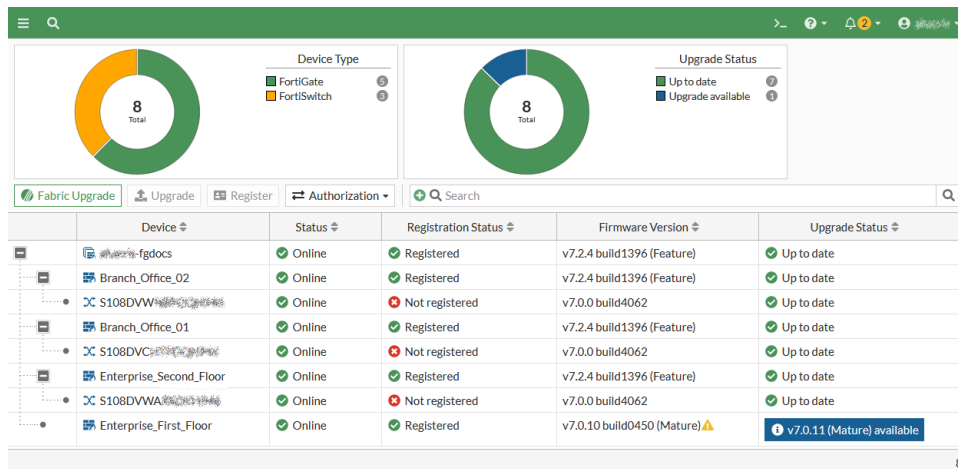 2
Device Type
FortiGate 5
FortiSwitch 3
8
Total
Upgrade Status
Up to date 7
Upgrade available 1
8
Total
Fabric Upgrade Upgrade Register Authorization Search
Device Status Registration Status Firmware Version Upgrade Status
-fgdocs Online Registered v7.2.4 build1396 (Feature) Up to date
Branch_Office_02 Online Registered v7.2.4 build1396 (Feature) Up to date
S108DVW Online Not registered v7.0.0 build4062 Up to date
Branch_Office_01 Online Registered v7.2.4 build1396 (Feature) Up to date
S108DVC Online Not registered v7.0.0 build4062 Up to date
Enterprise_Second_Floor Online Registered v7.2.4 build1396 (Feature) Up to date
S108DVWA Online Not registered v7.0.0 build4062 Up to date
Enterprise_First_Floor Online Registered v7.0.10 build0450 (Mature) v7.0.11 (Mature) available